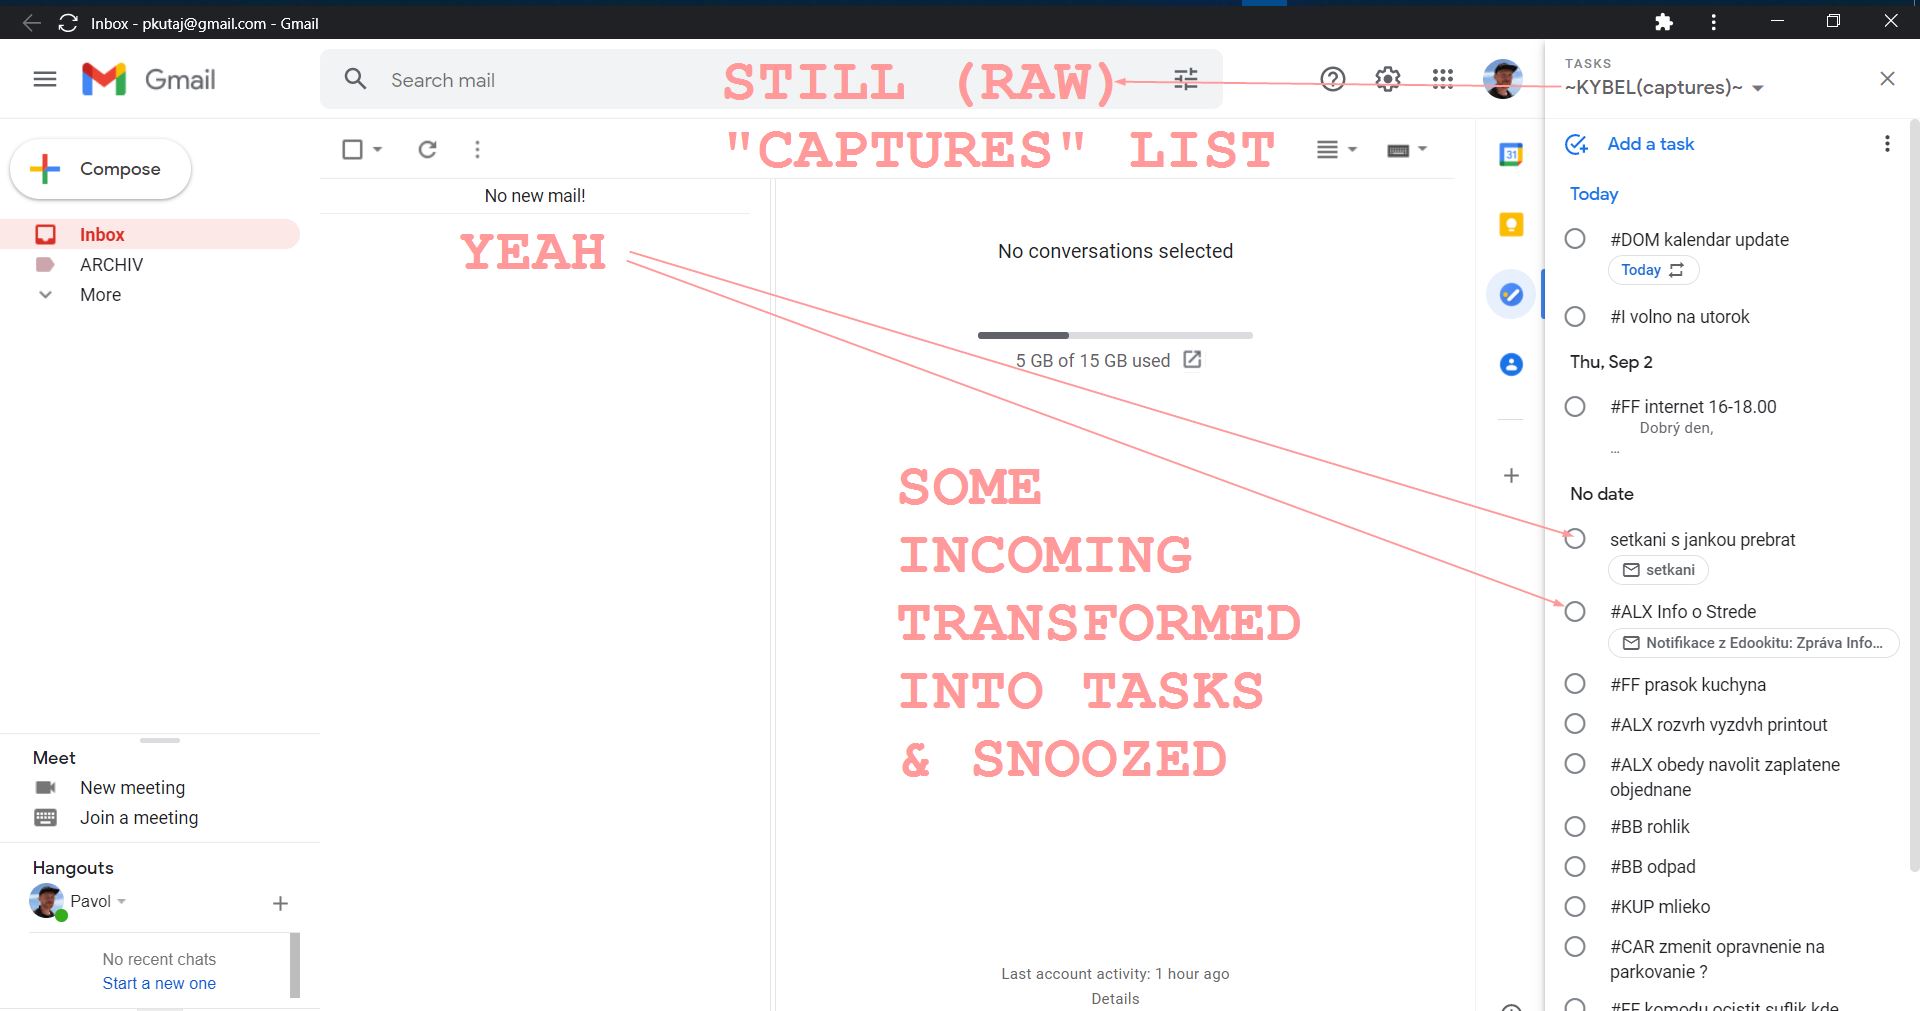 Inbox - pkutaj@gmail.com - Gmail
Gmail
Search mail
STILL (RAW)
"CAPTURES" LIST
TASKS
~KYBEL(captures)~
Compose
Inbox
ARCHIV
More
No new mail!
YEAH
No conversations selected
5 GB of 15 GB used
SOME
INCOMING
TRANSFORMED
INTO TASKS
& SNOOZED
Last account activity: 1 hour ago
Details
Meet
New meeting
Join a meeting
Hangouts
Pavol
No recent chats
Start a new one
31
Add a task
Today
#DOM kalendar update
Today
#I volno na utorok
Thu, Sep 2
#FF internet 16-18.00
Dobrý den,
...
No date
setkani s jankou prebrat
setkani
#ALX Info o Strede
Notifikace z Edookitu: Zpráva Info...
#FF prasok kuchyna
#ALX rozvrh vyzdvh printout
#ALX obedy navolit zaplatene
objednane
#BB rohlik
#BB odpad
#KUP mlieko
#CAR zmenit opravnenie na
parkovanie ?
#FF komodu ocistit suflik kde